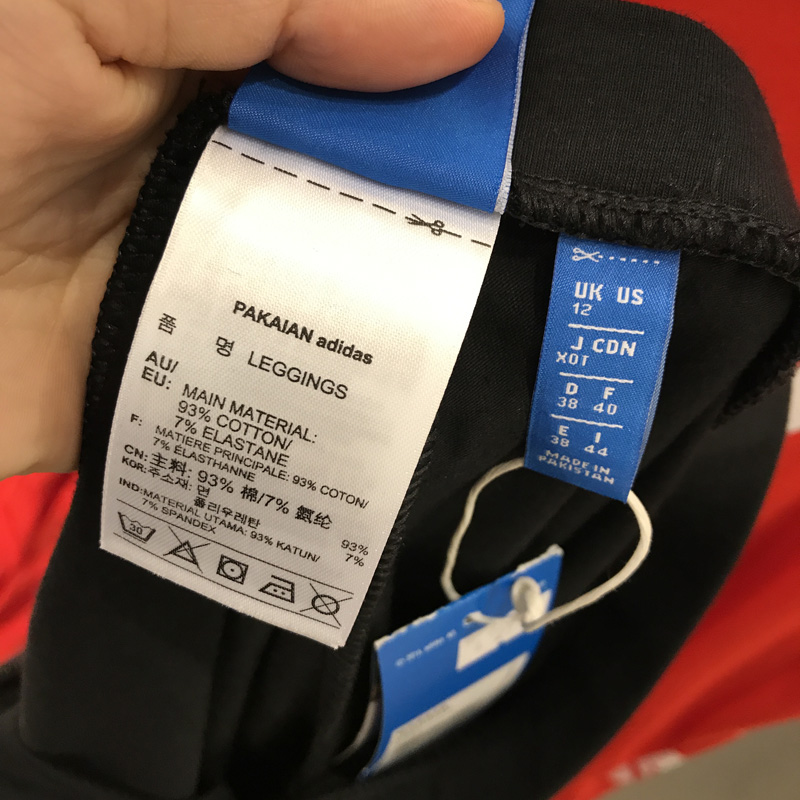 PAKAIAN adidas
품 명 LEGGINGS
AU/
EU: MAIN MATERIAL:
93% COTTON/
7% ELASTANE
F: MATIERE PRINCIPALE: 93% COTON/
7% ÉLASTHANNE
CN: 主料: 93% 棉/7% 氨纶
KOR: 주소재: 면 93%
폴리우레탄 7%
IND: MATERIAL UTAMA: 93% KATUN/
7% SPANDEX
30
UK US
12
J CDN
XOT
D F
38 40
E I
38 44
MADE IN
PAKISTAN